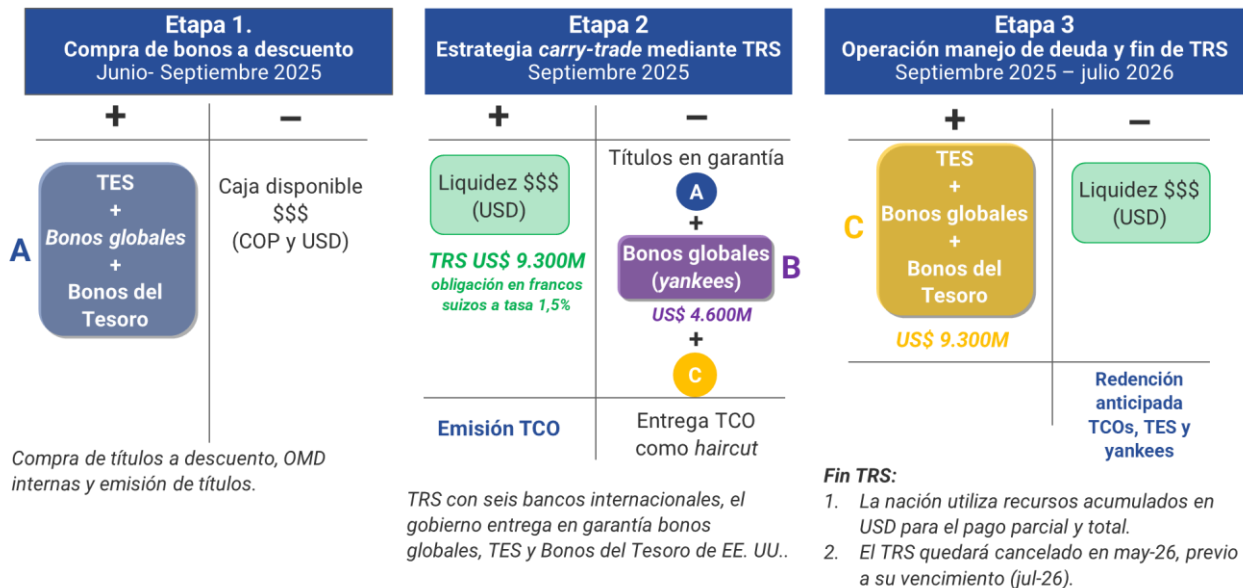 Etapa 1.
Compra de bonos a descuento
Junio- Septiembre 2025
+
−
A
TES
+
Bonos globales
+
Bonos del
Tesoro
Caja disponible
$$$
(COP y USD)
Compra de títulos a descuento, OMD
internas y emisión de títulos.
Etapa 2
Estrategia carry-trade mediante TRS
Septiembre 2025
+
−
Liquidez $$$
(USD)
TRS US$ 9.300M
obligación en francos
suizos a tasa 1,5%
Títulos en garantía
A
+
Bonos globales
(yankees)
B
US$ 4.600M
+
C
Emisión TCO
Entrega TCO
como haircut
TRS con seis bancos internacionales, el
gobierno entrega en garantía bonos
globales, TES y Bonos del Tesoro de EE. UU..
Etapa 3
Operación manejo de deuda y fin de TRS
Septiembre 2025 – julio 2026
+
−
C
TES
+
Bonos globales
+
Bonos del
Tesoro
US$ 9.300M
Liquidez $$$
(USD)
Redención
anticipada
TCOs, TES y
yankees
Fin TRS:
1. La nación utiliza recursos acumulados en
USD para el pago parcial y total.
2. El TRS quedará cancelado en may-26, previo
a su vencimiento (jul-26).